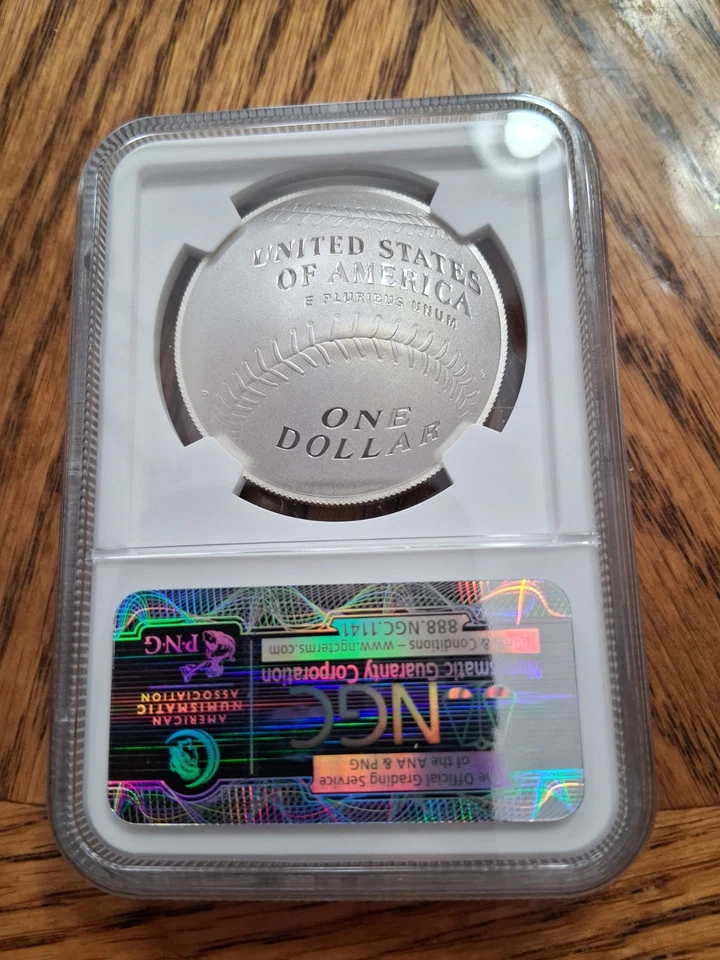 UNITED STATES
OF AMERICA
E PLURIBUS UNUM
ONE
DOLLAR
The Official Grading Service
of the ANA & PNG
NGC
Numismatic Guaranty Corporation
Terms & Conditions – www.ngcterms.com
888.NGC.1141
AMERICAN
NUMISMATIC
ASSOCIATION
P·N·G